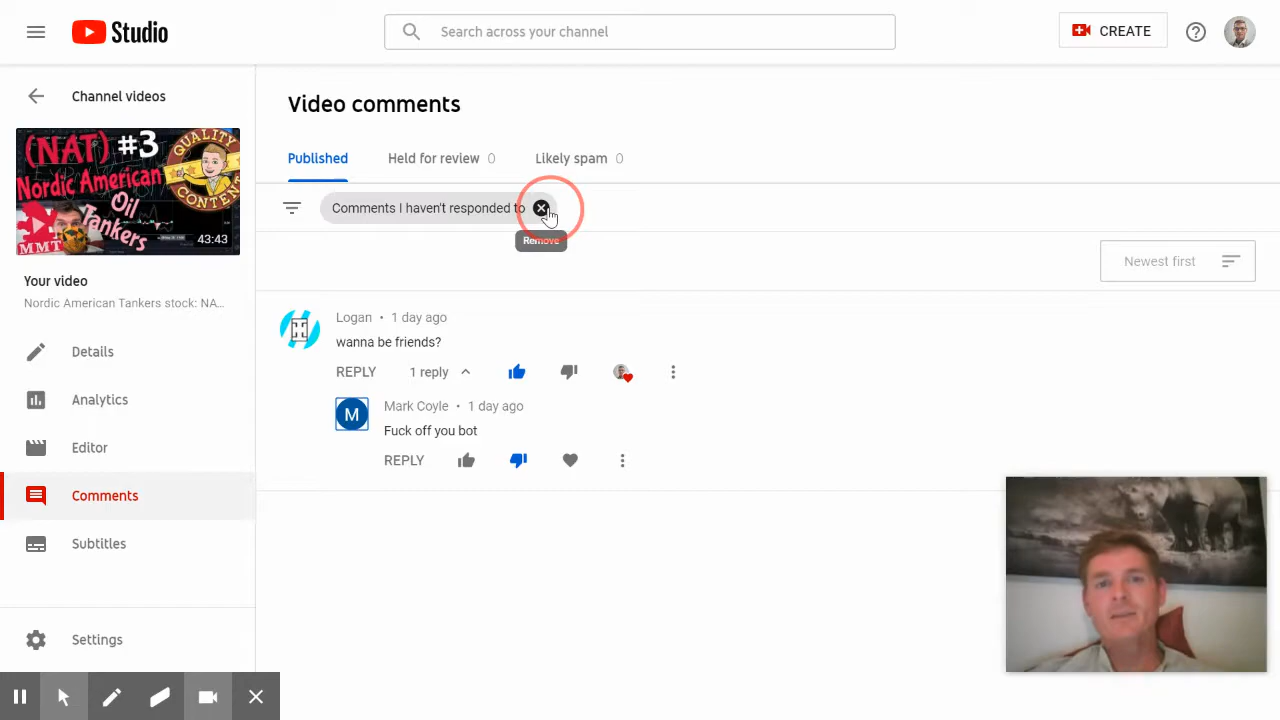 Studio
Search across your channel
CREATE
Channel videos
(NAT) #3
QUALITY
CONTENT
Nordic American
Oil
Tankers
MMT
43:43
Your video
Nordic American Tankers stock: NA...
Details
Analytics
Editor
Comments
Subtitles
Settings
Video comments
Published
Held for review 0
Likely spam 0
Comments I haven't responded to
Remove
Newest first
Logan • 1 day ago
wanna be friends?
REPLY 1 reply
M
Mark Coyle • 1 day ago
Fuck off you bot
REPLY